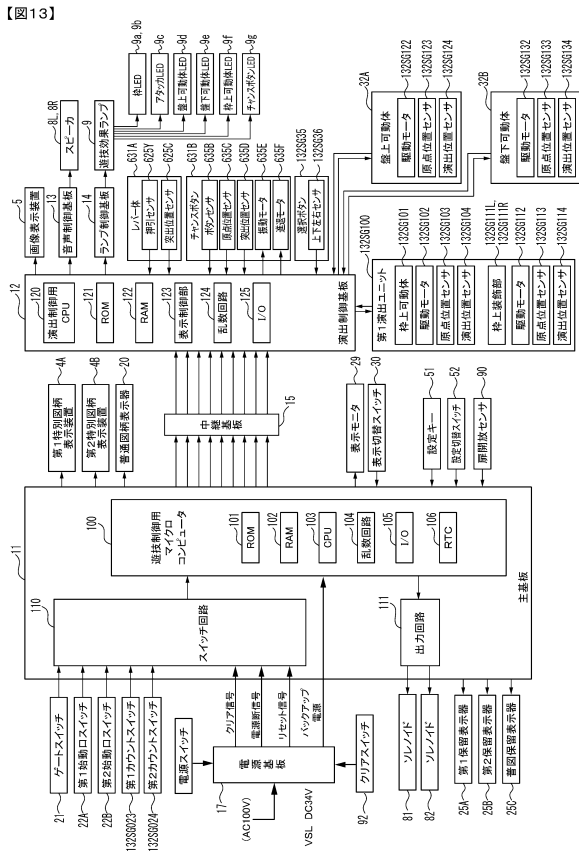 【図13】
5
画像表示装置
13
音声制御基板
8L, 8R
スピーカ
14
ランプ制御基板
9
遊技効果ランプ
9a, 9b
枠LED
9c
アタッカLED
9d
盤上可動体LED
9e
盤下可動体LED
9f
枠上可動体LED
9g
チャンスボタンLED
12
120
演出制御用
CPU
121
ROM
122
RAM
123
表示制御部
124
乱数回路
125
I/O
演出制御基板
631A
レバー体
625Y
押引センサ
625C
突出位置センサ
631B
チャンスボタン
635B
ボタンセンサ
635C
原点位置センサ
635D
突出位置センサ
635E
振動モータ
635F
進退モータ
132SG35
選択ボタン
132SG36
上下左右センサ
32A
盤上可動体
132SG122
駆動モータ
132SG123
原点位置センサ
132SG124
演出位置センサ
32B
盤下可動体
132SG132
駆動モータ
132SG133
原点位置センサ
132SG134
演出位置センサ
132SG100
第1演出ユニット
132SG101
枠上可動体
132SG102
駆動モータ
132SG103
原点位置センサ
132SG104
演出位置センサ
132SG111L,
132SG111R
枠上装飾部
132SG112
駆動モータ
132SG113
原点位置センサ
132SG114
演出位置センサ
4A
第1特別図柄
表示装置
4B
第2特別図柄
表示装置
20
普通図柄表示器
中継基板
15
29
表示モニタ
30
表示切替スイッチ
51
設定キー
52
設定切替スイッチ
90
扉開放センサ
11
主基板
100
遊技制御用
マイクロ
コンピュータ
101
ROM
102
RAM
103
CPU
104
乱数回路
105
I/O
106
RTC
110
スイッチ回路
111
出力回路
21
ゲートスイッチ
22A
第1始動口スイッチ
22B
第2始動口スイッチ
132SG023
第1カウントスイッチ
132SG024
第2カウントスイッチ
電源スイッチ
クリア信号
電源断信号
リセット信号
バックアップ
電源
17
電源基板
(AC100V)
VSL DC34V
92
クリアスイッチ
81
ソレノイド
82
ソレノイド
25A
第1保留表示器
25B
第2保留表示器
25C
普図保留表示器